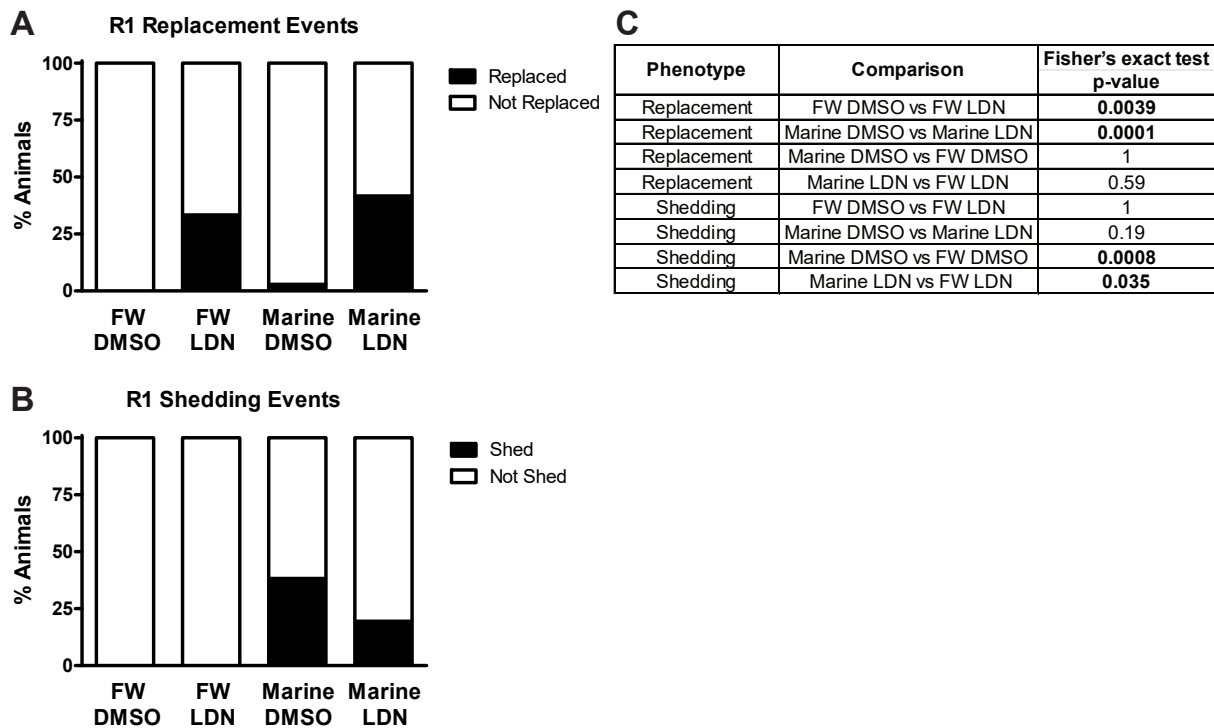 A
R1 Replacement Events
100
75
50
25
0
% Animals
Replaced
Not Replaced
FW
DMSO
FW
LDN
Marine
DMSO
Marine
LDN
B
R1 Shedding Events
100
75
50
25
0
% Animals
Shed
Not Shed
FW
DMSO
FW
LDN
Marine
DMSO
Marine
LDN
C
Phenotype Comparison Fisher's exact test
p-value
Replacement FW DMSO vs FW LDN 0.0039
Replacement Marine DMSO vs Marine LDN 0.0001
Replacement Marine DMSO vs FW DMSO 1
Replacement Marine LDN vs FW LDN 0.59
Shedding FW DMSO vs FW LDN 1
Shedding Marine DMSO vs Marine LDN 0.19
Shedding Marine DMSO vs FW DMSO 0.0008
Shedding Marine LDN vs FW LDN 0.035